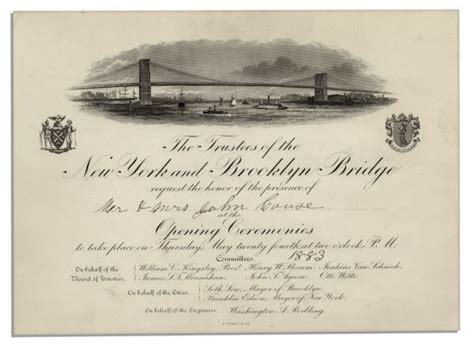 The Trustees of the
New York and Brooklyn Bridge
request the honor of the presence of
Mr & Mrs John Couse
at the
Opening Ceremonies
to take place on Thursday, May twenty fourth at two o'clock, P.M.
1883
Committees
On behalf of the Board of Trustees. William C. Kingsley, Pres't Henry W. Slocum Jenkins Van Schaick
James S. T. Stranahan John T. Agnew Otto Witte
On behalf of the Cities. Seth Low, Mayor of Brooklyn.
Franklin Edson, Mayor of New York.
On behalf of the Engineers. Washington A. Roebling.